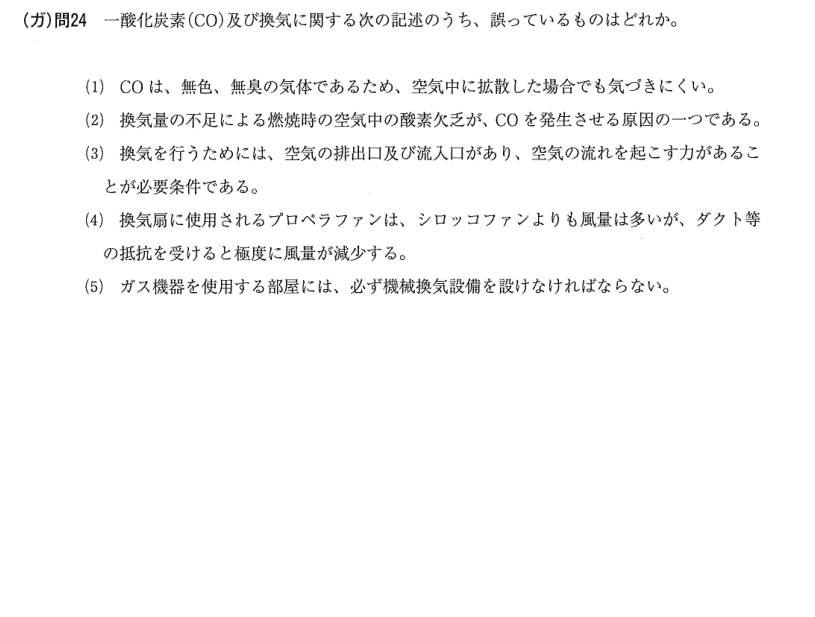 (ガ)問24 一酸化炭素(CO)及び換気に関する次の記述のうち、誤っているものはどれか。
(1) COは、無色、無臭の気体であるため、空気中に拡散した場合でも気づきにくい。
(2) 換気量の不足による燃焼時の空気中の酸素欠乏が、COを発生させる原因の一つである。
(3) 換気を行うためには、空気の排出口及び流入口があり、空気の流れを起こす力があるこ
とが必要条件である。
(4) 換気扇に使用されるプロペラファンは、シロッコファンよりも風量は多いが、ダクト等
の抵抗を受けると極度に風量が減少する。
(5) ガス機器を使用する部屋には、必ず機械換気設備を設けなければならない。